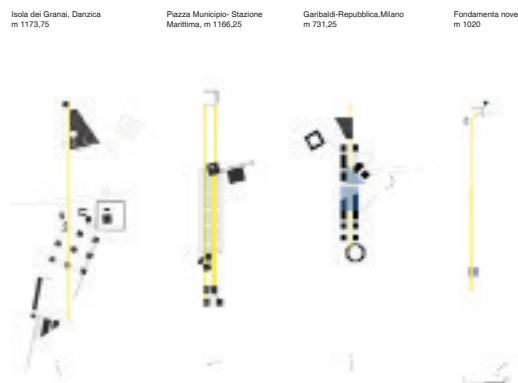 Isola dei Granai, Danzica
m 1173,75
Piazza Municipio- Stazione
Marittima, m 1166,25
Garibaldi-Repubblica,Milano
m 731,25
Fondamenta nove
m 1020